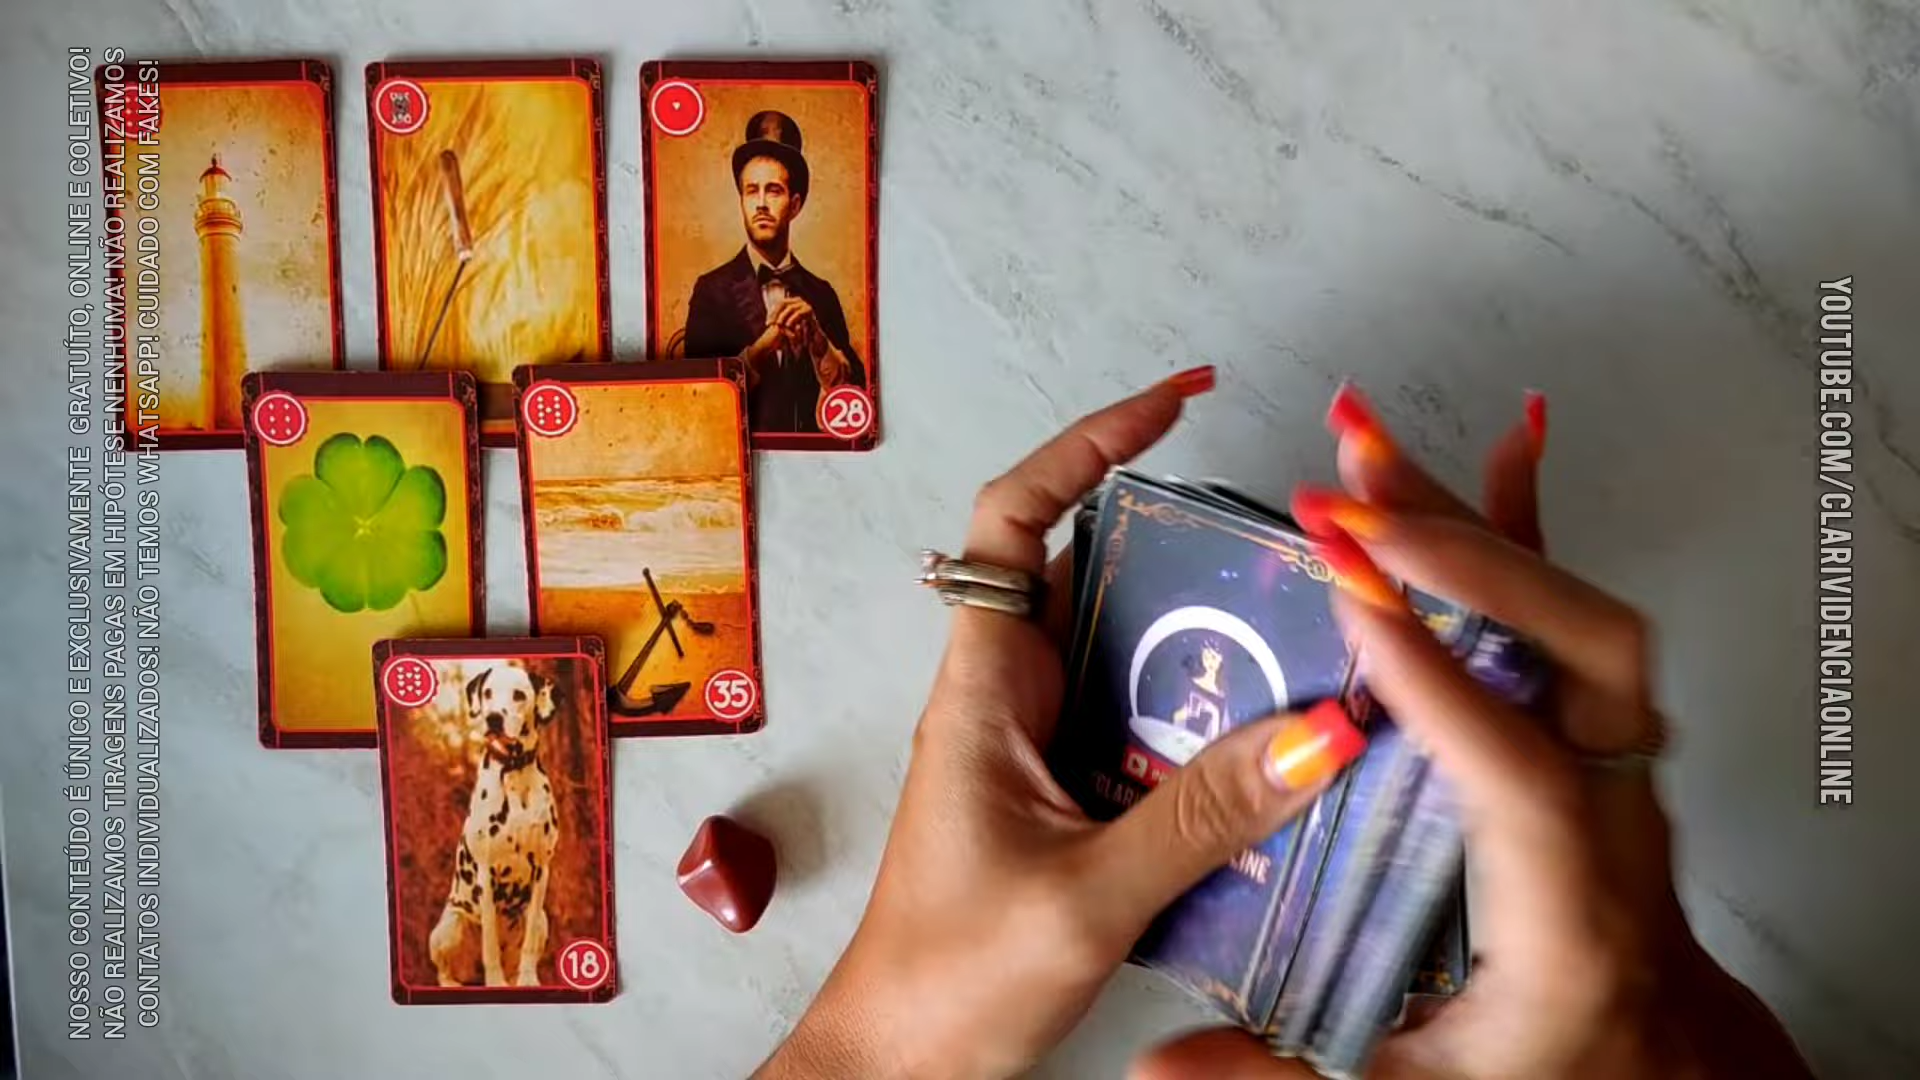 NOSSO CONTEÚDO É ÚNICO E EXCLUSIVAMENTE GRATUÍTO, ONLINE E COLETIVO!
NÃO REALIZAMOS TIRAGENS PAGAS EM HIPÓTESE NENHUMA! NÃO REALIZAMOS
CONTATOS INDIVIDUALIZADOS! NÃO TEMOS WHATSAPP! CUIDADO COM FAKES!
28
35
18
YOUTUBE.COM/CLARIVIDENCIAONLINE